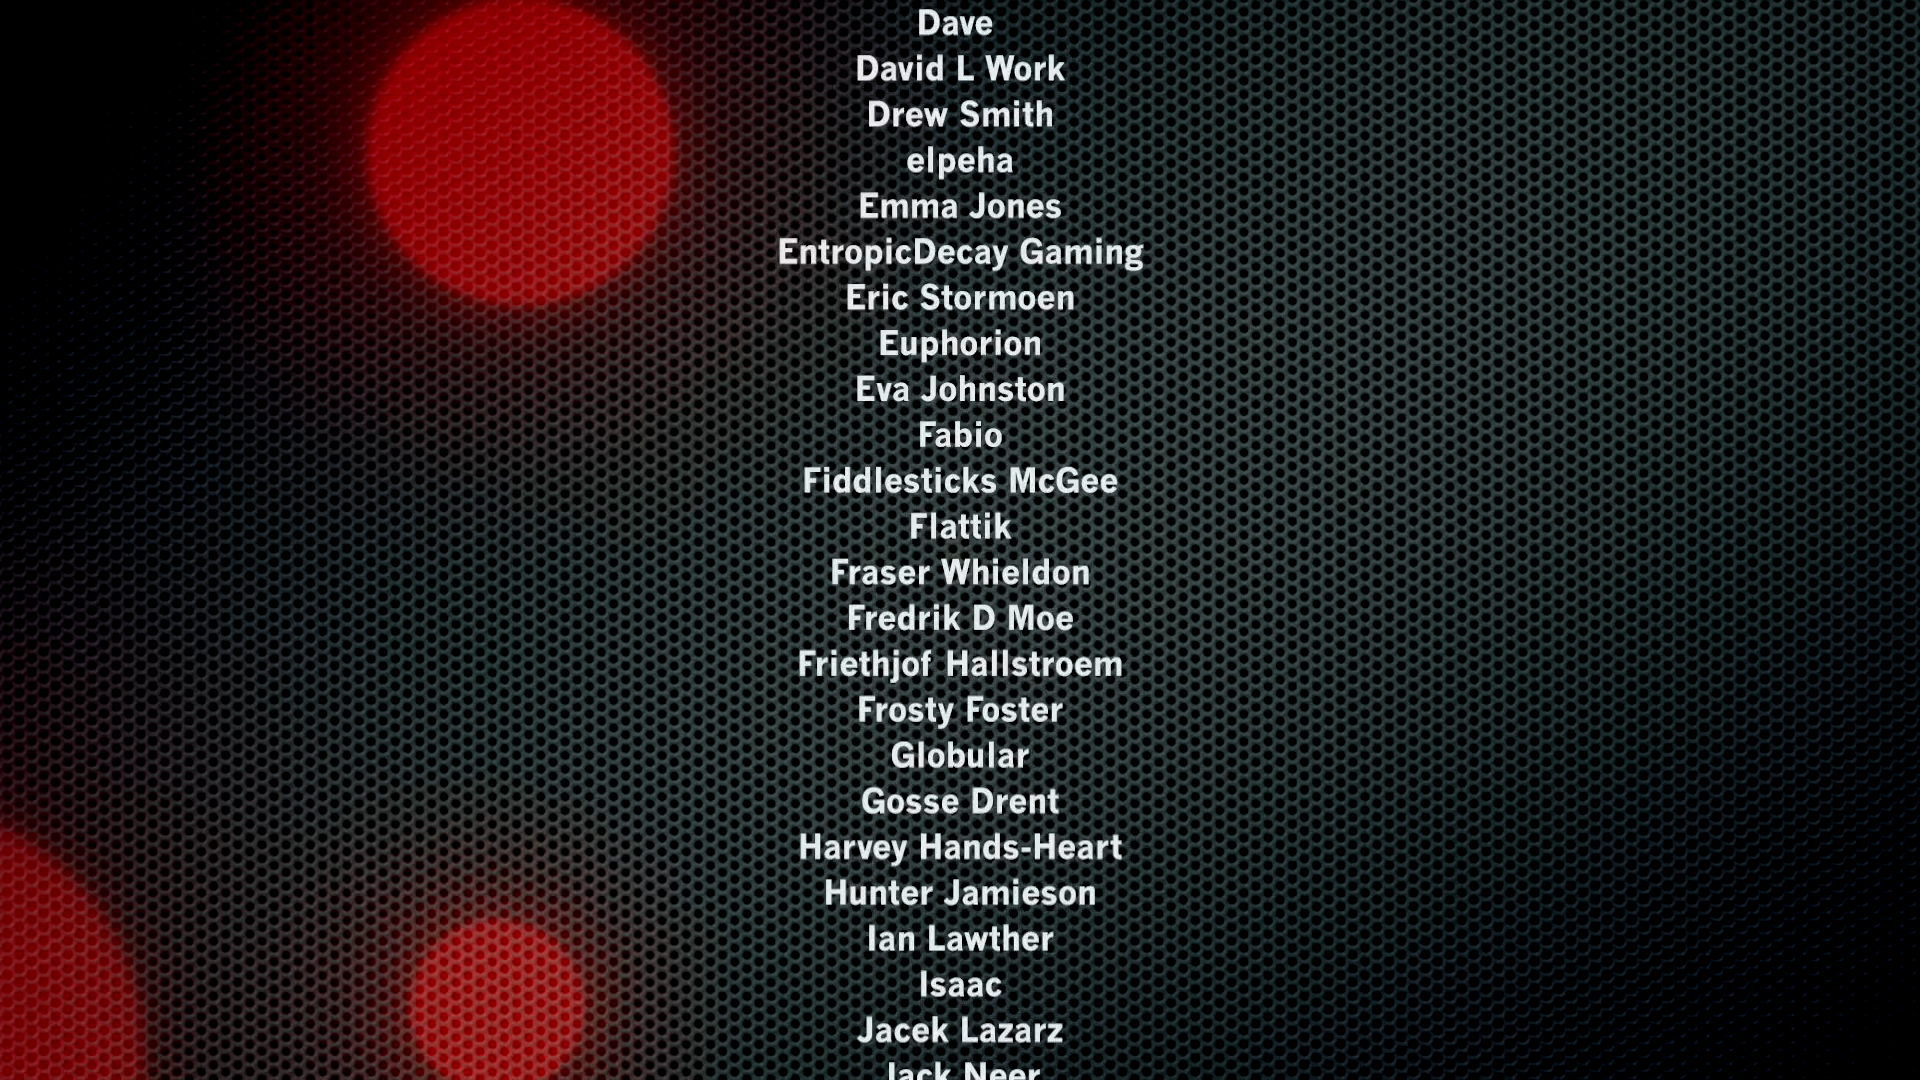 Dave
David L Work
Drew Smith
elpeha
Emma Jones
EntropicDecay Gaming
Eric Stormoen
Euphorion
Eva Johnston
Fabio
Fiddlesticks McGee
Flattik
Fraser Whieldon
Fredrik D Moe
Friethjof Hallstroem
Frosty Foster
Globular
Gosse Drent
Harvey Hands-Heart
Hunter Jamieson
Ian Lawther
Isaac
Jacek Lazarz
Jack Neer